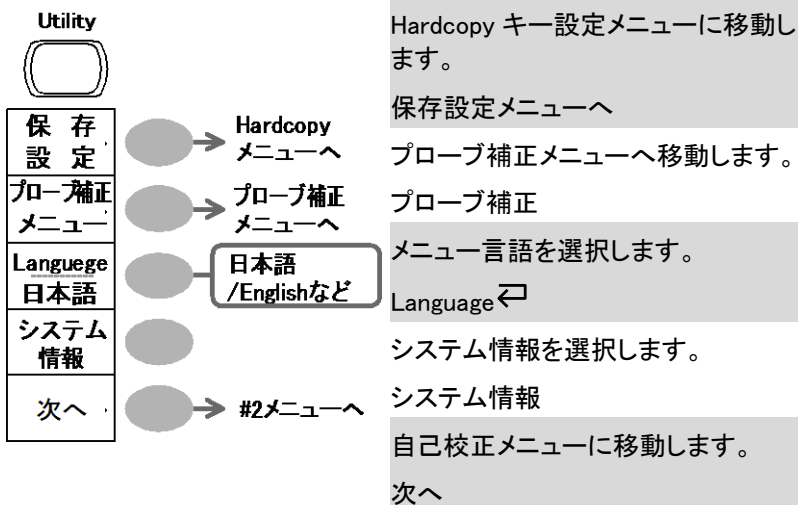 Utility
保 存
設 定
プローブ補正
メニュー
Languege
日本語
システム
情報
次へ
Hardcopy
メニューへ
プローブ補正
メニューへ
日本語
/Englishなど
#2メニューへ
Hardcopy キー設定メニューに移動し
ます。
保存設定メニューへ
プローブ補正メニューへ移動します。
プローブ補正
メニュー言語を選択します。
Language
システム情報を選択します。
システム情報
自己校正メニューに移動します。
次へ